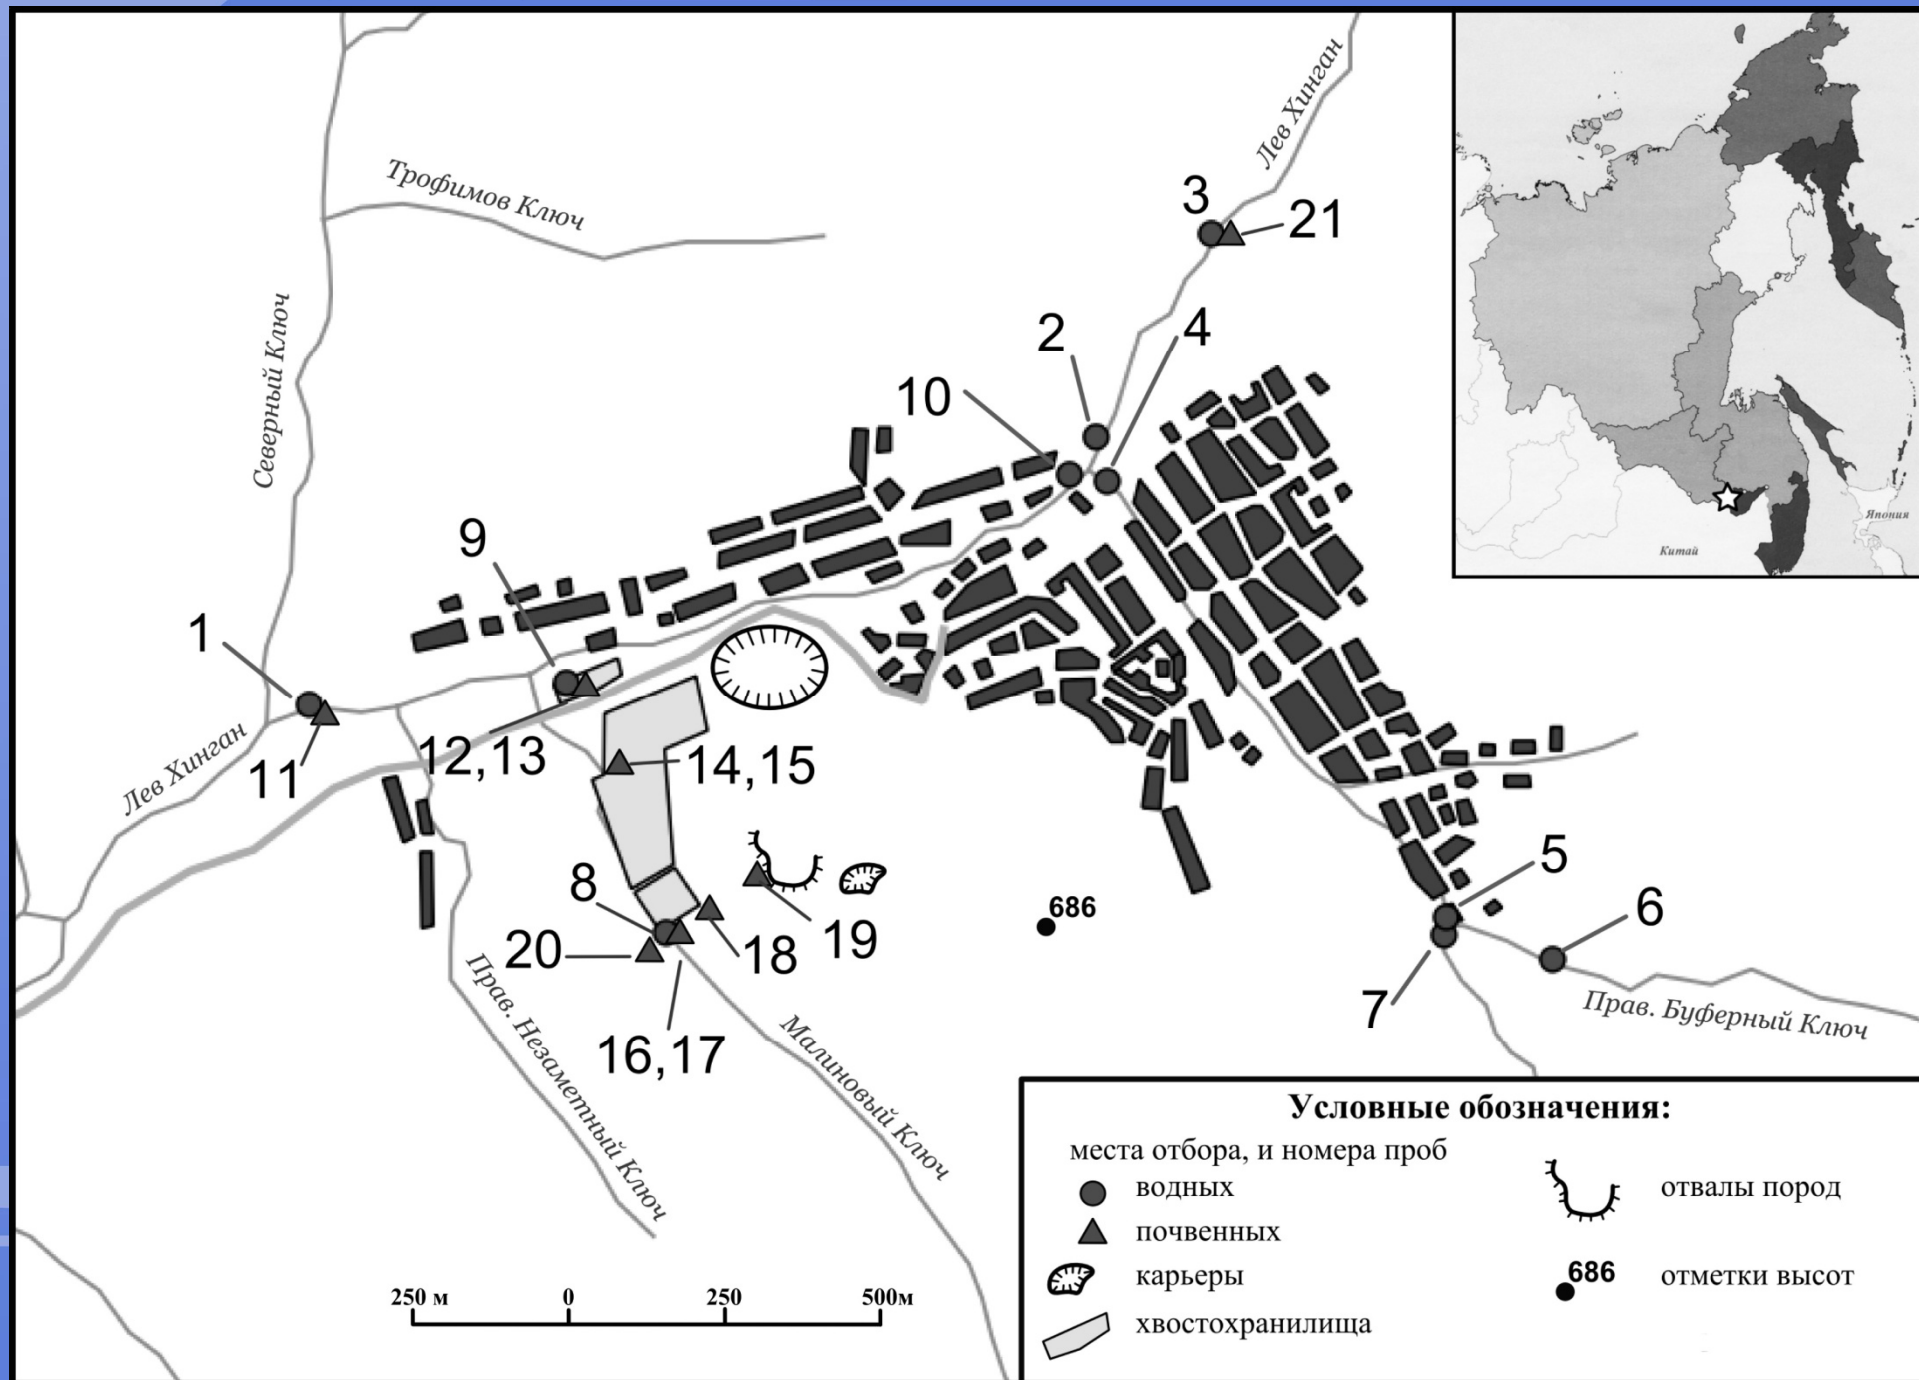 Лев Хинган
Трофимов Ключ
3
21
Северный Ключ
2
4
10
9
1
12,13
14,15
11
Лев Хинган
8
5
6
686
20
18
19
7
16,17
Прав. Незаметный Ключ
Малиновый Ключ
Прав. Буферный Ключ
Япония
Китай
250 м
0
250
500м
Условные обозначения:
места отбора, и номера проб
водных
почвенных
карьеры
хвостохранилища
отвалы пород
686
отметки высот